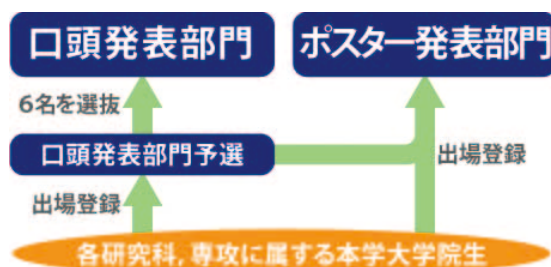 口頭発表部門
ポスター発表部門
6名を選抜
口頭発表部門予選
出場登録
出場登録
各研究科，専攻に属する本学大学院生